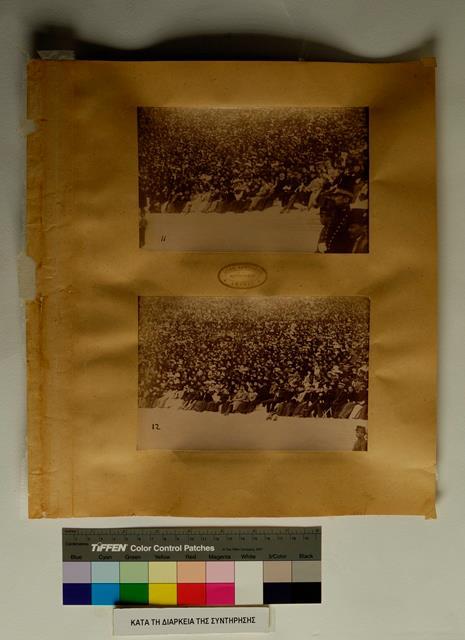 11
12
TIFFEN Color Control Patches
Blue Cyan Green Yellow Red Magenta White 3/Color Black
ΚΑΤΑ ΤΗ ΔΙΑΡΚΕΙΑ ΤΗΣ ΣΥΝΤΗΡΗΣΗΣ